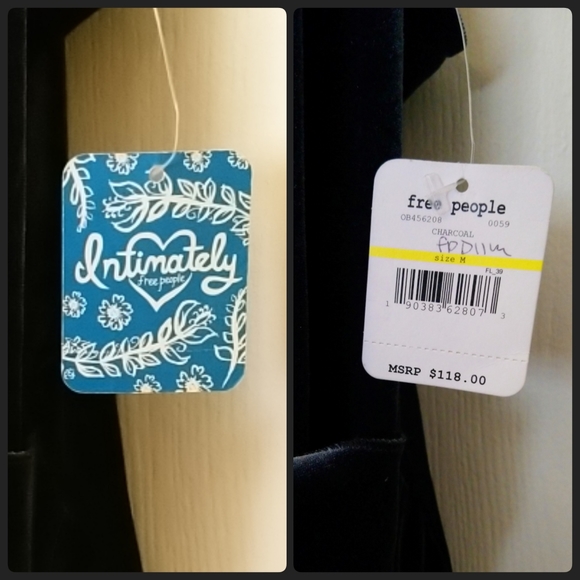 Intimately
free people
free people
OB456208 0059
CHARCOAL
size M
FL_30
1 90383 62807 3
MSRP $118.00